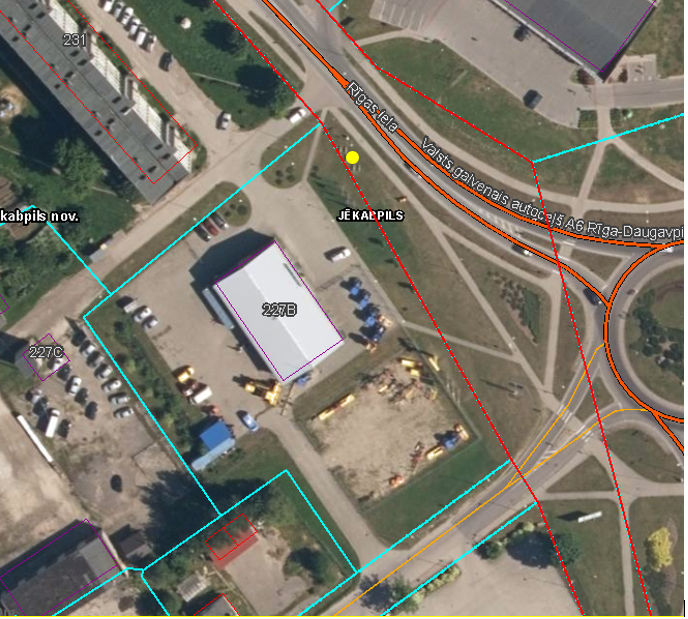 231
Rīgas iela
Valsts galvenais autoceļš A6 Rīga-Daugavpi
kabpils nov.
JĒKABPILS
227B
227C